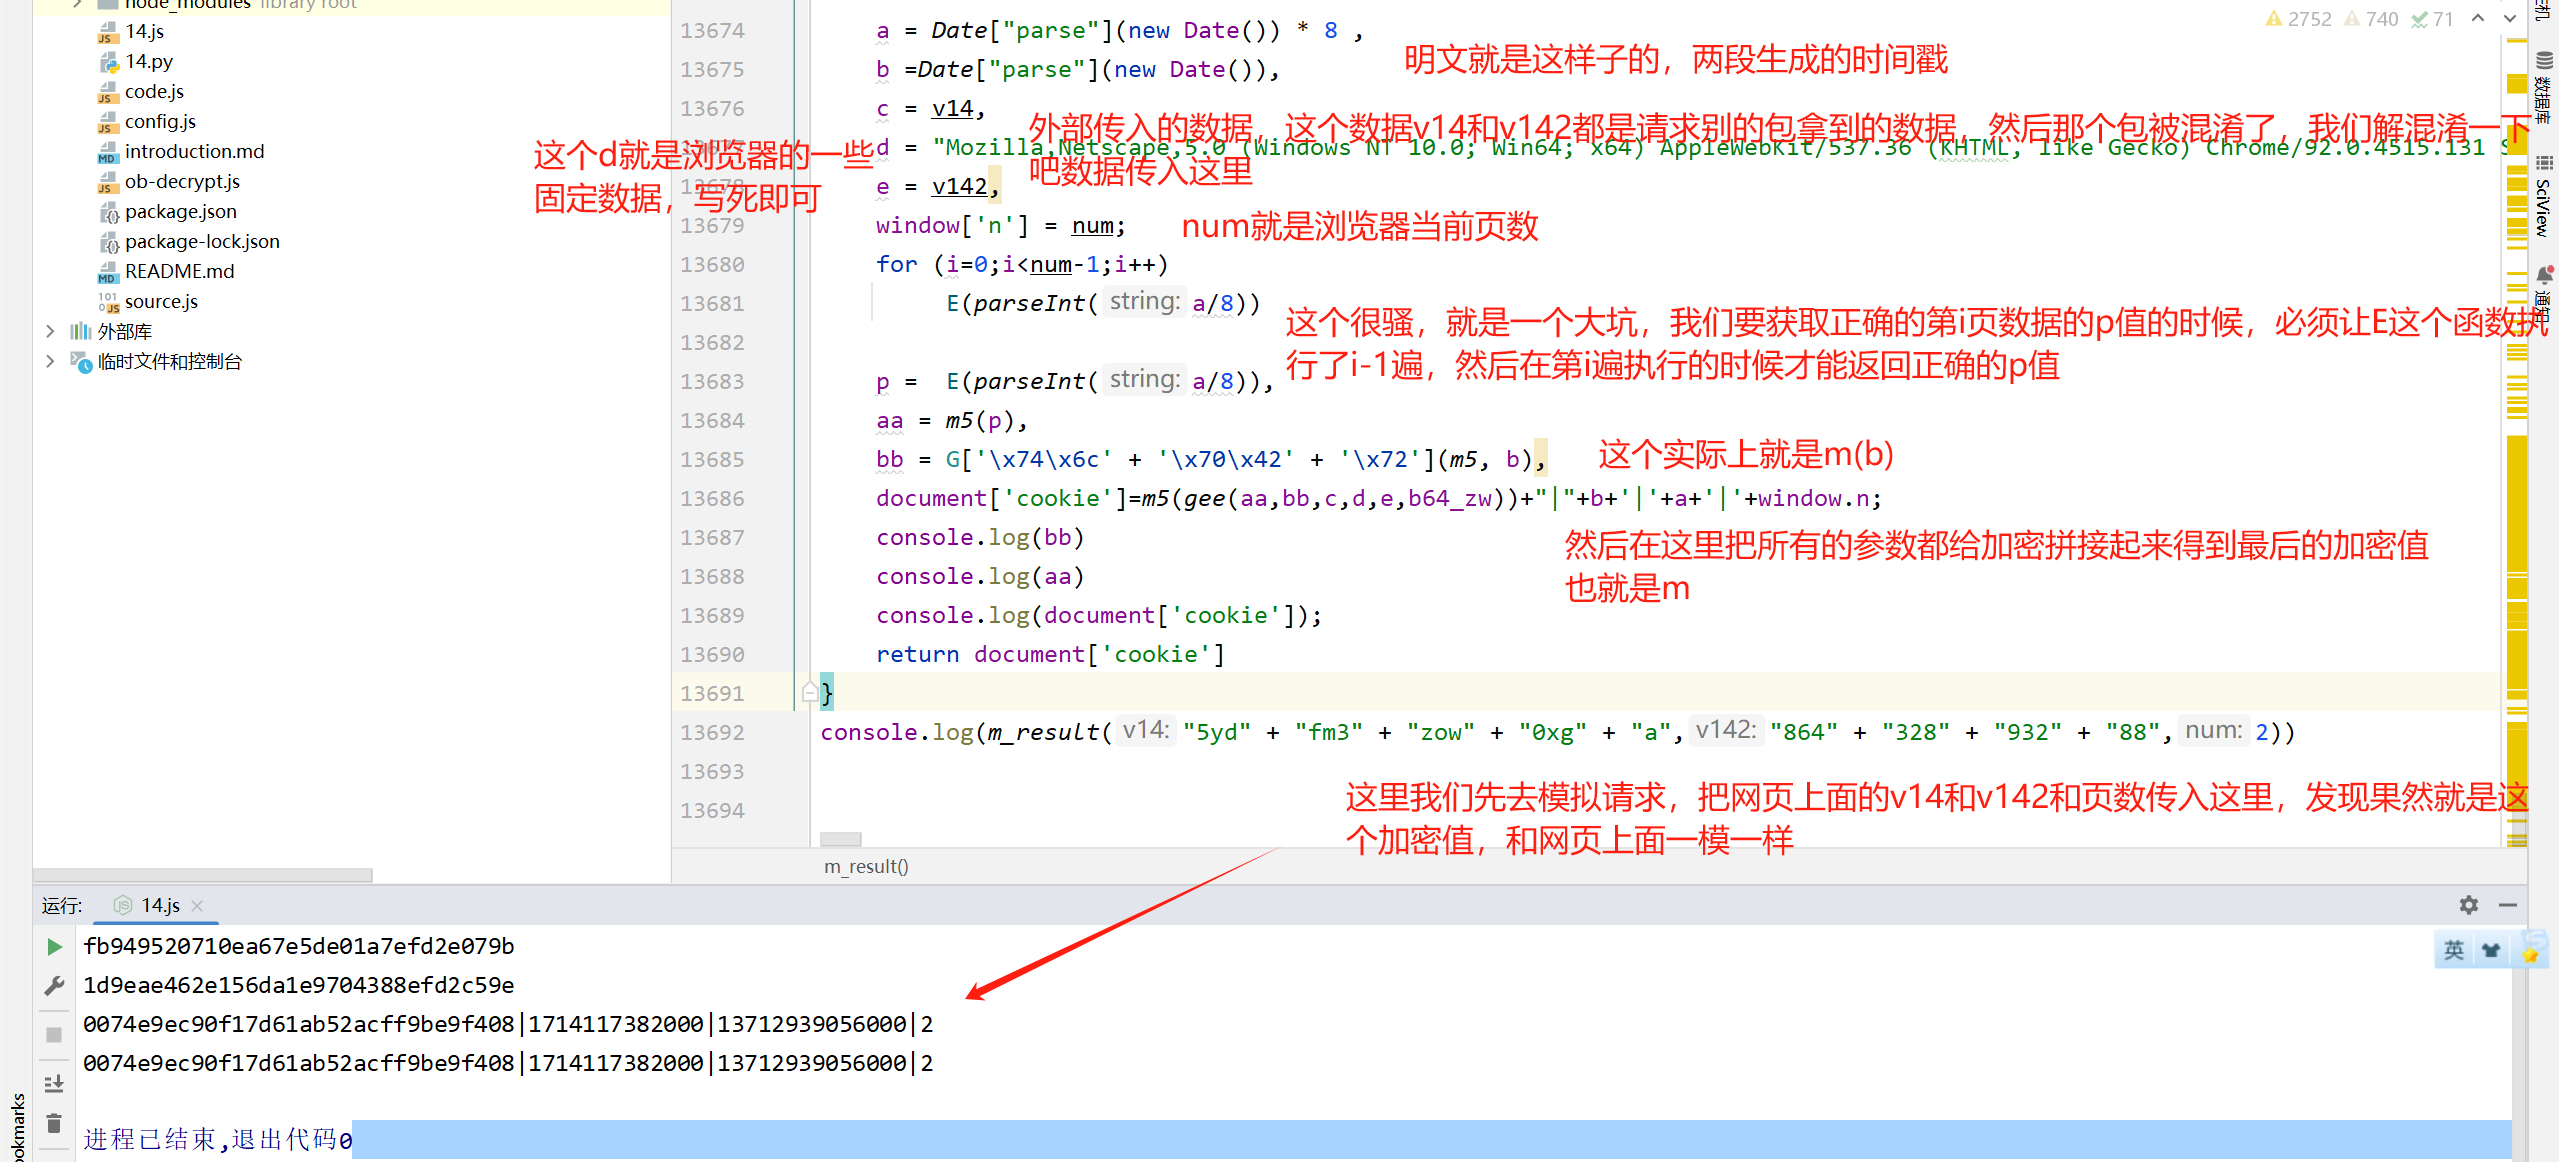 node_modules library root
14.js
14.py
code.js
config.js
introduction.md
ob-decrypt.js
package.json
package-lock.json
README.md
source.js
外部库
临时文件和控制台
2752 740 71
13674 a = Date["parse"](new Date()) * 8 ,
13675 b =Date["parse"](new Date()),
明文就是这样子的，两段生成的时间戳
13676 c = v14,
外部传入的数据，这个数据v14和v142都是请求别的包拿到的数据，然后那个包被混淆了，我们解混淆一下
吧数据传入这里
这个d就是浏览器的一些
固定数据，写死即可
d = "Mozilla,Netscape,5.0 (Windows NT 10.0; Win64; x64) AppleWebKit/537.36 (KHTML, like Gecko) Chrome/92.0.4515.131 S
13678 e = v142,
13679 window['n'] = num;
num就是浏览器当前页数
13680 for (i=0;i<num-1;i++)
13681 E(parseInt( string: a/8))
13682
这个很骚，就是一个大坑，我们要获取正确的第i页数据的p值的时候，必须让E这个函数执
行了i-1遍，然后在第i遍执行的时候才能返回正确的p值
13683 p = E(parseInt( string: a/8)),
13684 aa = m5(p),
13685 bb = G['\x74\x6c' + '\x70\x42' + '\x72'](m5, b),
这个实际上就是m(b)
13686 document['cookie']=m5(gee(aa,bb,c,d,e,b64_zw))+"|"+b+'|'+a+'|'+window.n;
13687 console.log(bb)
然后在这里把所有的参数都给加密拼接起来得到最后的加密值
也就是m
13688 console.log(aa)
13689 console.log(document['cookie']);
13690 return document['cookie']
13691 }
13692 console.log(m_result( v14: "5yd" + "fm3" + "zow" + "0xg" + "a", v142: "864" + "328" + "932" + "88", num: 2))
13693
13694
这里我们先去模拟请求，把网页上面的v14和v142和页数传入这里，发现果然就是这
个加密值，和网页上面一模一样
m_result()
数据库
SciView
通知
运行: 14.js
fb949520710ea67e5de01a7efd2e079b
1d9eae462e156da1e9704388efd2c59e
0074e9ec90f17d61ab52acff9be9f408|1714117382000|13712939056000|2
0074e9ec90f17d61ab52acff9be9f408|1714117382000|13712939056000|2
进程已结束,退出代码0
英
ookmarks